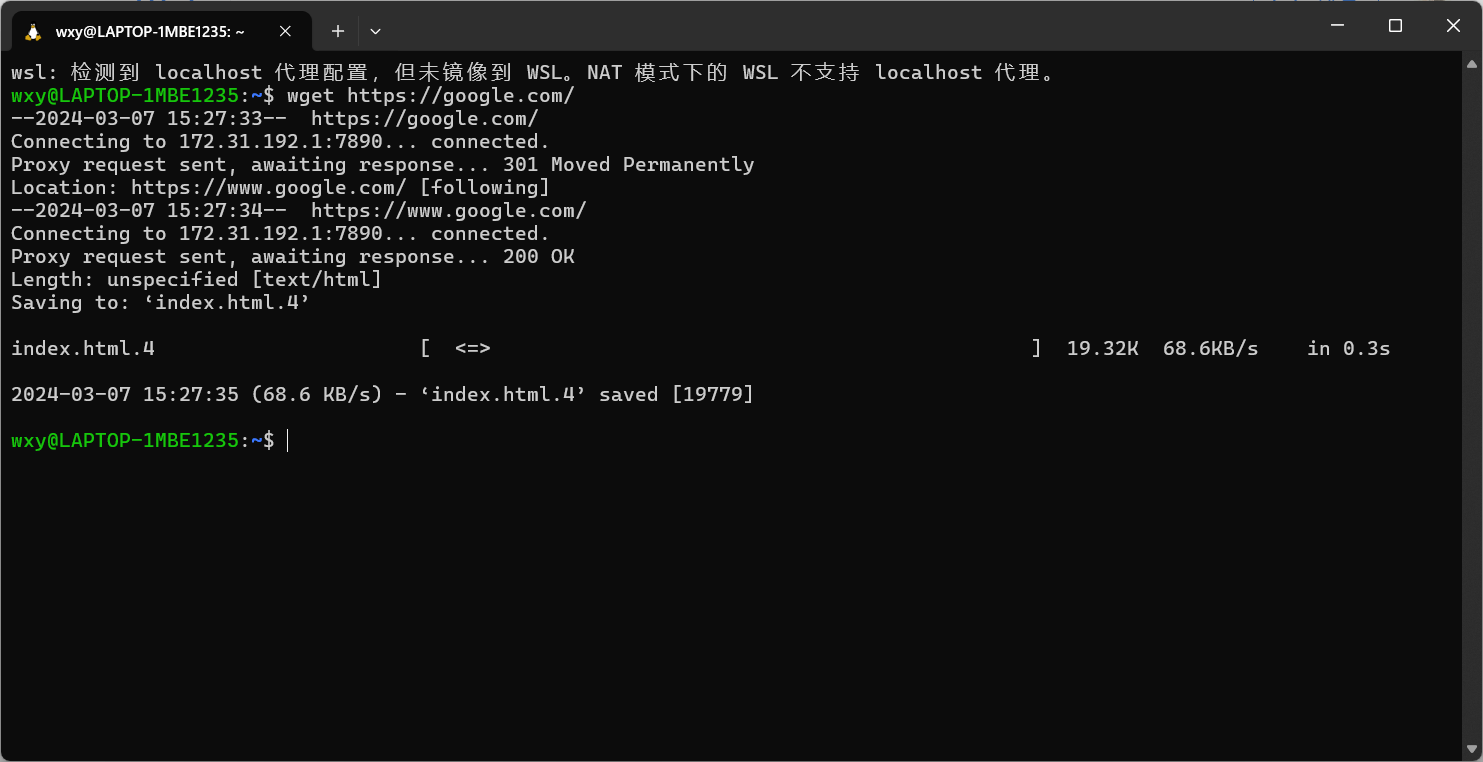 wxy@LAPTOP-1MBE1235: ~
wsl: 检测到 localhost 代理配置，但未镜像到 WSL。NAT 模式下的 WSL 不支持 localhost 代理。
wxy@LAPTOP-1MBE1235:~$ wget https://google.com/
--2024-03-07 15:27:33--  https://google.com/
Connecting to 172.31.192.1:7890... connected.
Proxy request sent, awaiting response... 301 Moved Permanently
Location: https://www.google.com/ [following]
--2024-03-07 15:27:34--  https://www.google.com/
Connecting to 172.31.192.1:7890... connected.
Proxy request sent, awaiting response... 200 OK
Length: unspecified [text/html]
Saving to: ‘index.html.4’
index.html.4                      [  <=>                                             ]  19.32K  68.6KB/s    in 0.3s
2024-03-07 15:27:35 (68.6 KB/s) - ‘index.html.4’ saved [19779]
wxy@LAPTOP-1MBE1235:~$